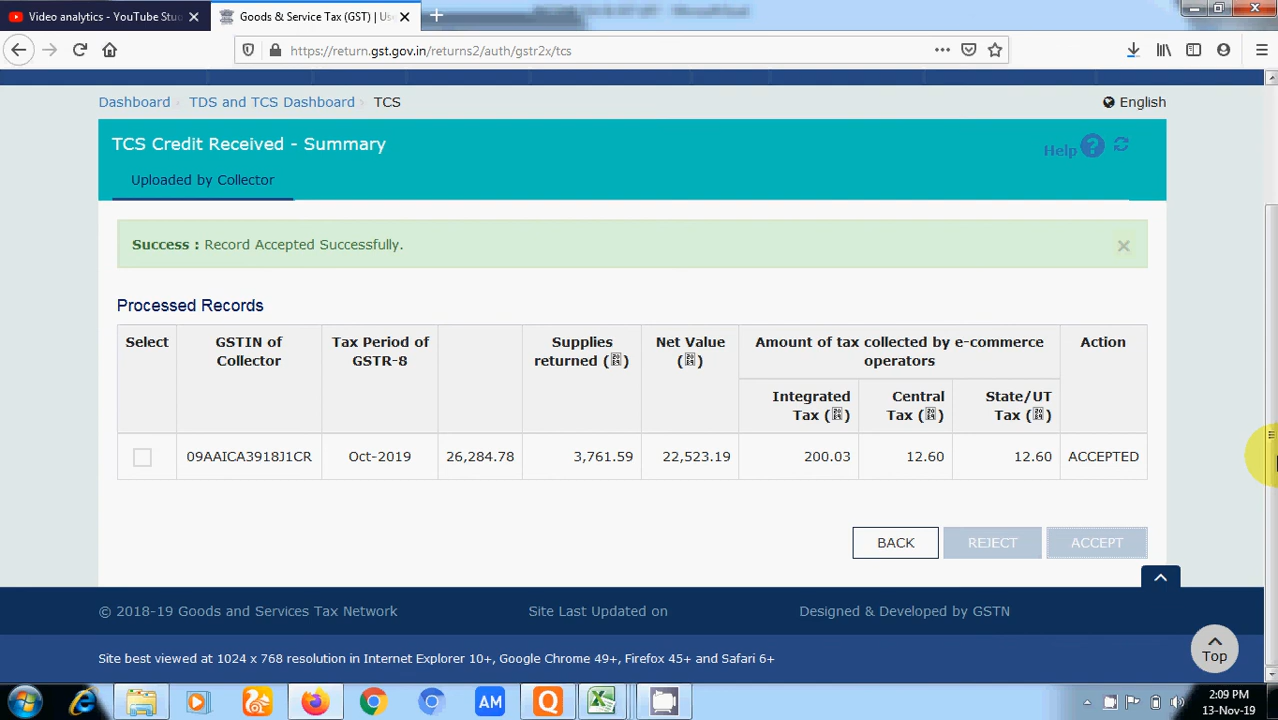 Video analytics - YouTube Stud
Goods & Service Tax (GST) | Use
https://return.gst.gov.in/returns2/auth/gstr2x/tcs
Dashboard
TDS and TCS Dashboard
TCS
English
TCS Credit Received - Summary
Help
Uploaded by Collector
Success : Record Accepted Successfully.
Processed Records
Select
GSTIN of
Collector
Tax Period of
GSTR-8
Supplies
returned ()
Net Value
()
Amount of tax collected by e-commerce
operators
Action
Integrated
Tax ()
Central
Tax ()
State/UT
Tax ()
09AAICA3918J1CR Oct-2019 26,284.78 3,761.59 22,523.19 200.03 12.60 12.60 ACCEPTED
BACK
REJECT
ACCEPT
© 2018-19 Goods and Services Tax Network
Site Last Updated on
Designed & Developed by GSTN
Site best viewed at 1024 x 768 resolution in Internet Explorer 10+, Google Chrome 49+, Firefox 45+ and Safari 6+
Top
AM
Q
2:09 PM
13-Nov-19